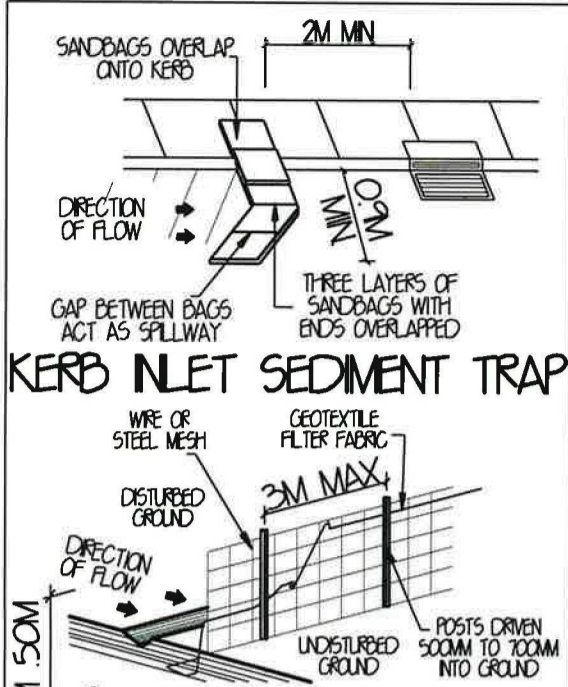 SANDBAGS OVERLAP
ONTO KERB
2M MIN
DIRECTION
OF FLOW
0.9M
MIN
GAP BETWEEN BAGS
ACT AS SPILLWAY
THREE LAYERS OF
SANDBAGS WITH
ENDS OVERLAPPED
KERB INLET SEDIMENT TRAP
WIRE OR
STEEL MESH
GEOTEXTILE
FILTER FABRIC
3M MAX
DISTURBED
GROUND
DIRECTION
OF FLOW
.50M
UNDISTURBED
GROUND
POSTS DRIVEN
500MM TO 700MM
INTO GROUND